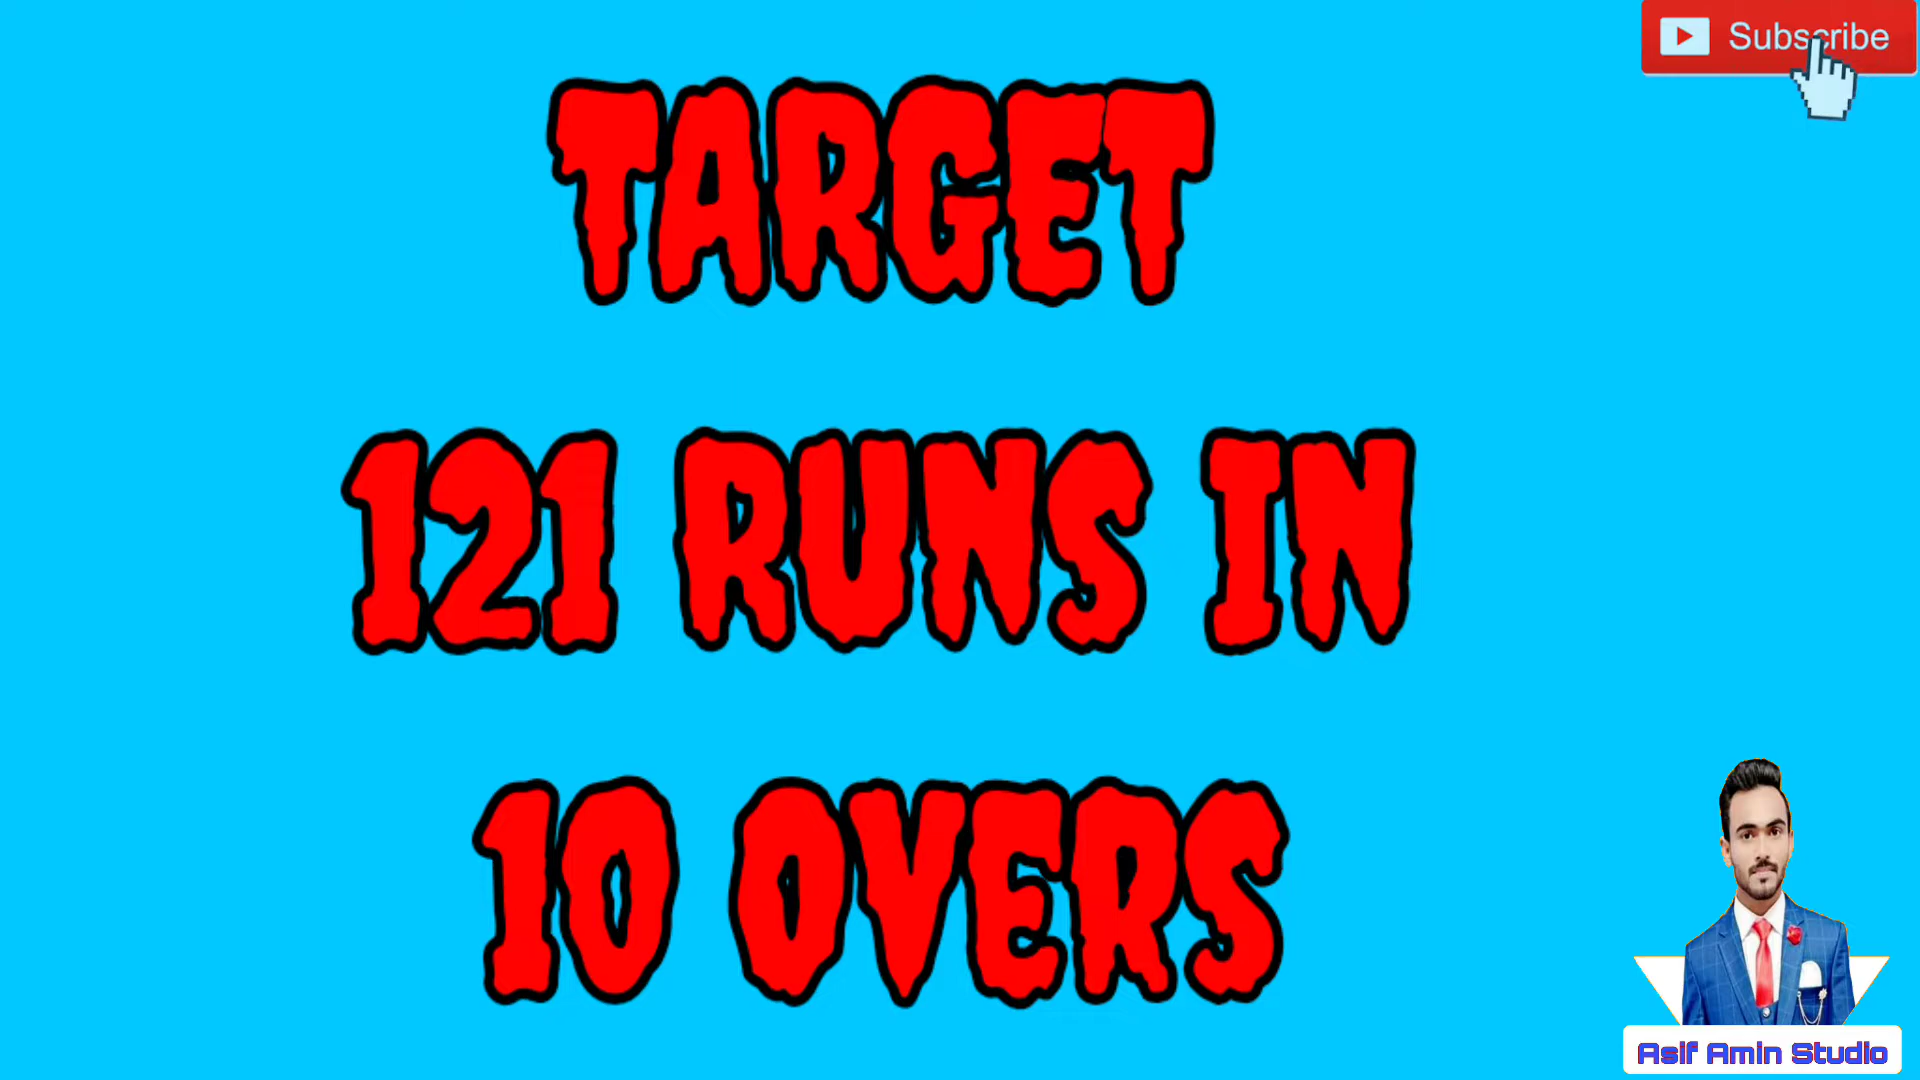 Subscribe
TARGET
121 RUNS IN
10 OVERS
Asif Amin Studio